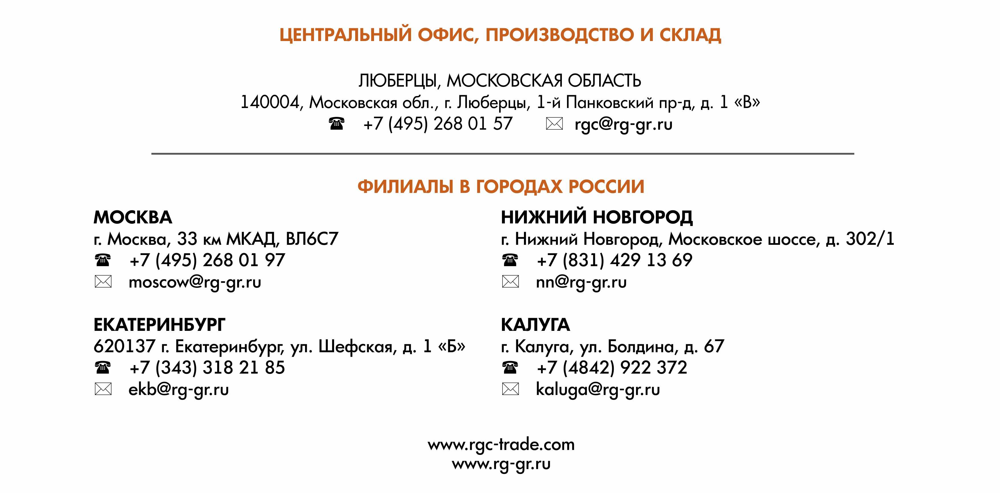 ЦЕНТРАЛЬНЫЙ ОФИС, ПРОИЗВОДСТВО И СКЛАД
ЛЮБЕРЦЫ, МОСКОВСКАЯ ОБЛАСТЬ
140004, Московская обл., г. Люберцы, 1-й Панковский пр-д, д. 1 «В»
+7 (495) 268 01 57 rgc@rg-gr.ru
ФИЛИАЛЫ В ГОРОДАХ РОССИИ
МОСКВА
г. Москва, 33 км МКАД, ВЛ6С7
+7 (495) 268 01 97
moscow@rg-gr.ru
НИЖНИЙ НОВГОРОД
г. Нижний Новгород, Московское шоссе, д. 302/1
+7 (831) 429 13 69
nn@rg-gr.ru
ЕКАТЕРИНБУРГ
620137 г. Екатеринбург, ул. Шефская, д. 1 «Б»
+7 (343) 318 21 85
ekb@rg-gr.ru
КАЛУГА
г. Калуга, ул. Болдина, д. 67
+7 (4842) 922 372
kaluga@rg-gr.ru
www.rgc-trade.com
www.rg-gr.ru